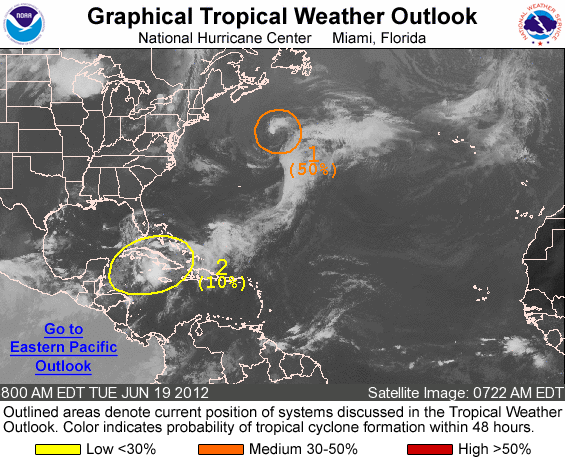 NOAA
Graphical Tropical Weather Outlook
National Hurricane Center Miami, Florida
1
(50%)
2
(10%)
Go to
Eastern Pacific
Outlook
800 AM EDT TUE JUN 19 2012 Satellite Image: 0722 AM EDT
Outlined areas denote current position of systems discussed in the Tropical Weather
Outlook. Color indicates probability of tropical cyclone formation within 48 hours.
Low <30% Medium 30-50% High >50%